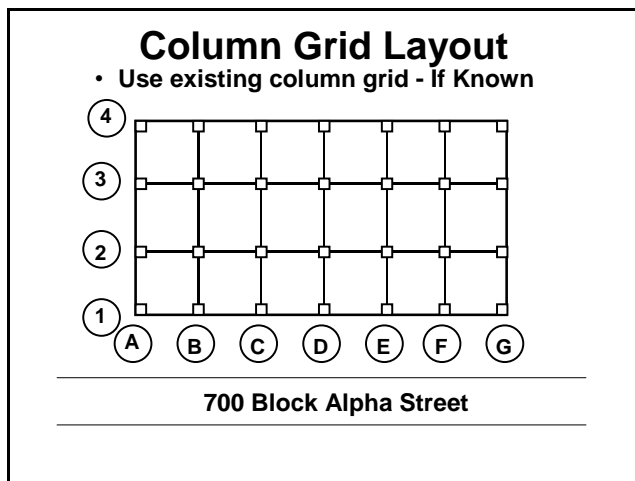 Column Grid Layout
• Use existing column grid - If Known
4
3
2
1
A B C D E F G
700 Block Alpha Street